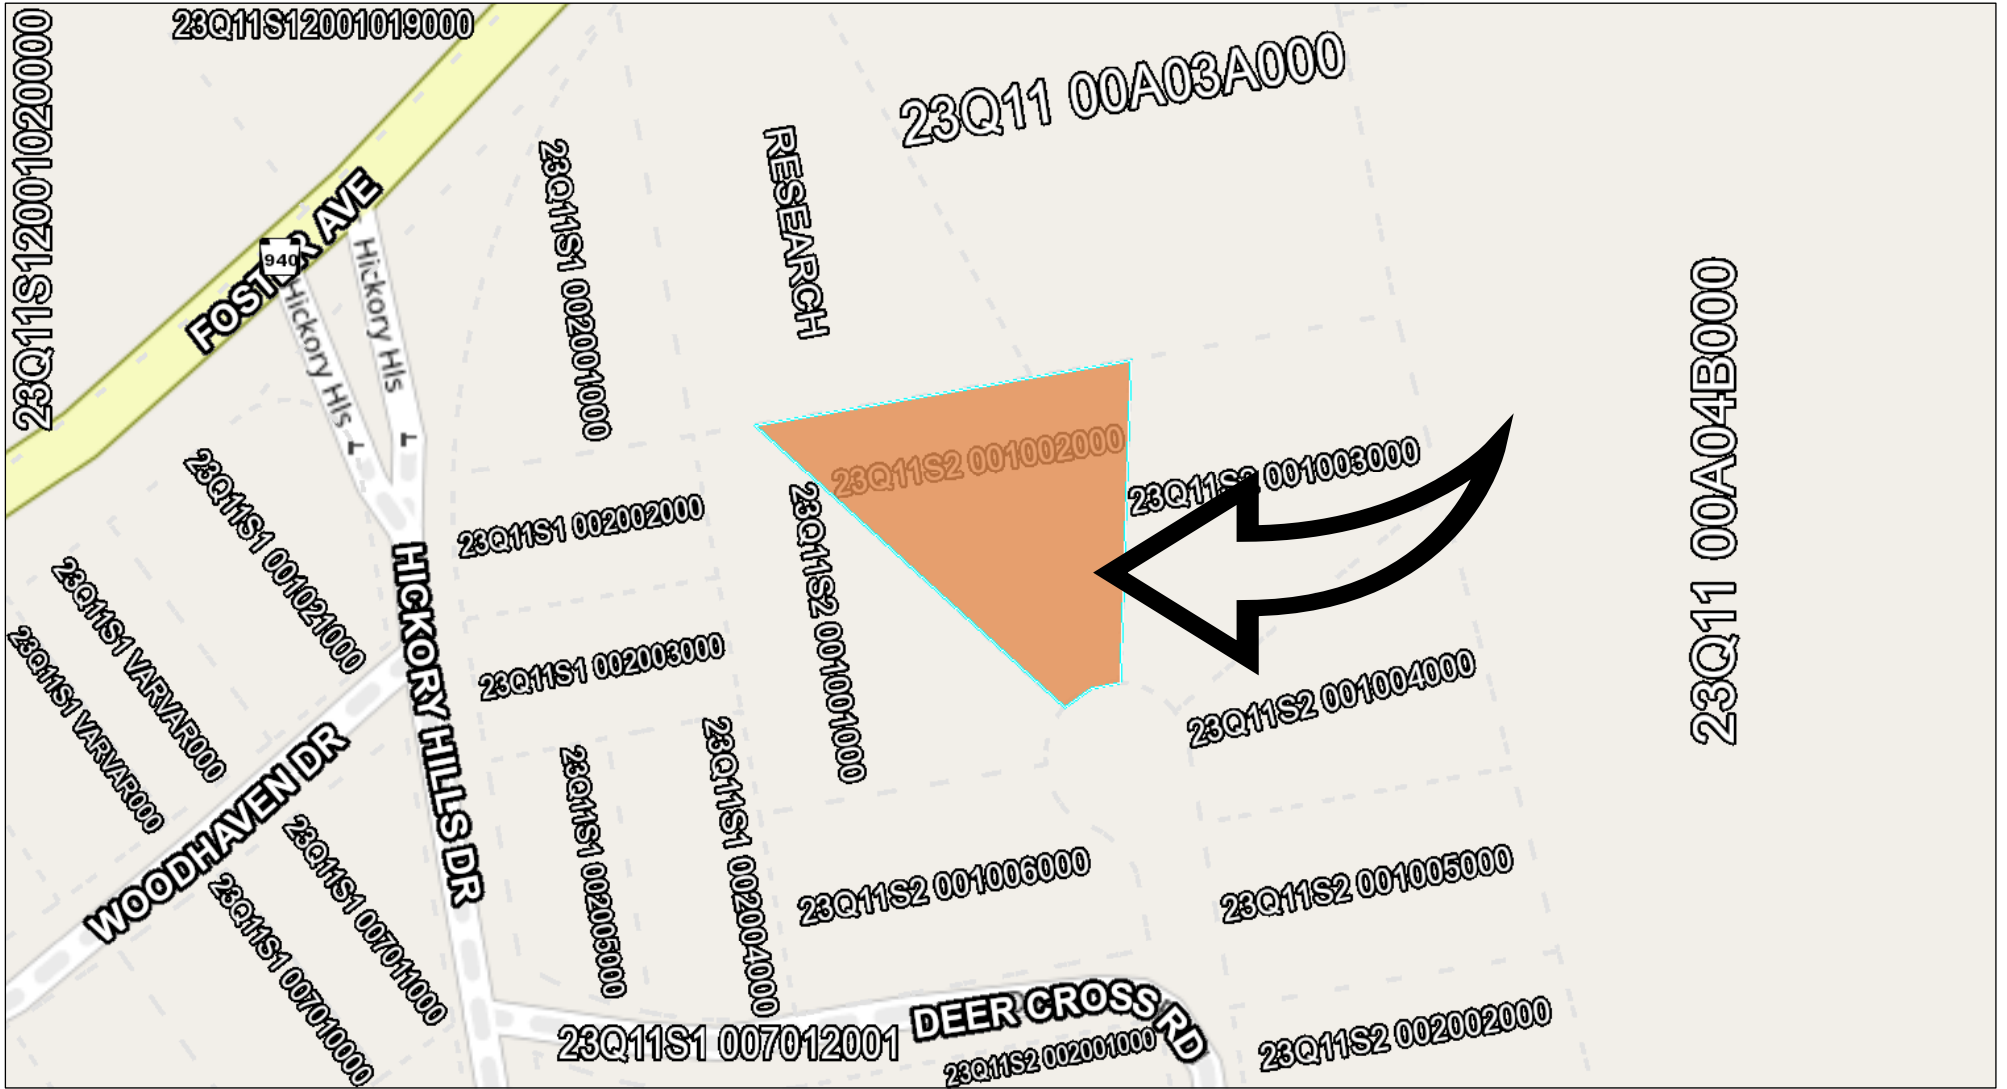 23Q11S12001019000
23Q11S12001020000
23Q11 00A03A000
FOSTER AVE
940
Hickory Hls
Hickory Hls
23Q11S1 002001000
RESEARCH
23Q11S2 001002000
23Q11S2 001003000
23Q11 00A04B000
23Q11S1 001021000
23Q11S1 002002000
23Q11S2 001001000
23Q11S1 VARVAR000
23Q11S1 VARVAR000
HICKORY HILLS DR
23Q11S1 002003000
23Q11S2 001004000
WOODHAVEN DR
23Q11S1 007011000
23Q11S1 007010000
23Q11S1 002005000
23Q11S1 002004000
23Q11S2 001006000
23Q11S2 001005000
DEER CROSS RD
23Q11S1 007012001
23Q11S2 002001000
23Q11S2 002002000